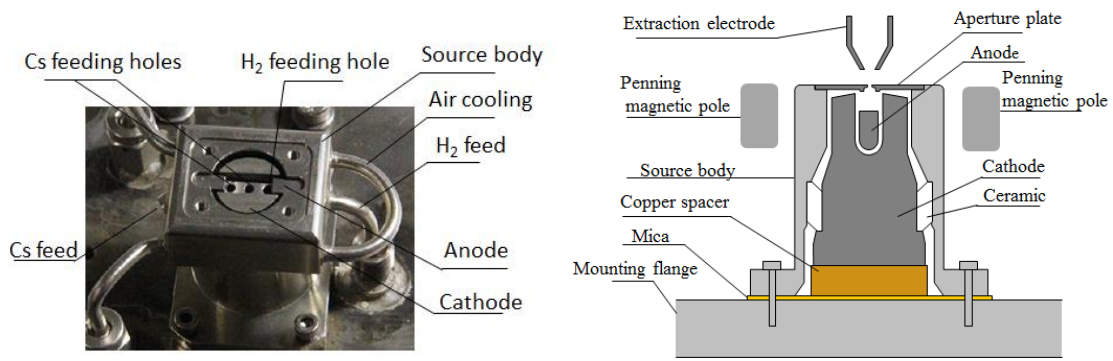 Cs feeding holes
H2 feeding hole
Source body
Air cooling
H2 feed
Cs feed
Anode
Cathode
Extraction electrode
Aperture plate
Anode
Penning
magnetic pole
Penning
magnetic pole
Source body
Cathode
Copper spacer
Ceramic
Mica
Mounting flange